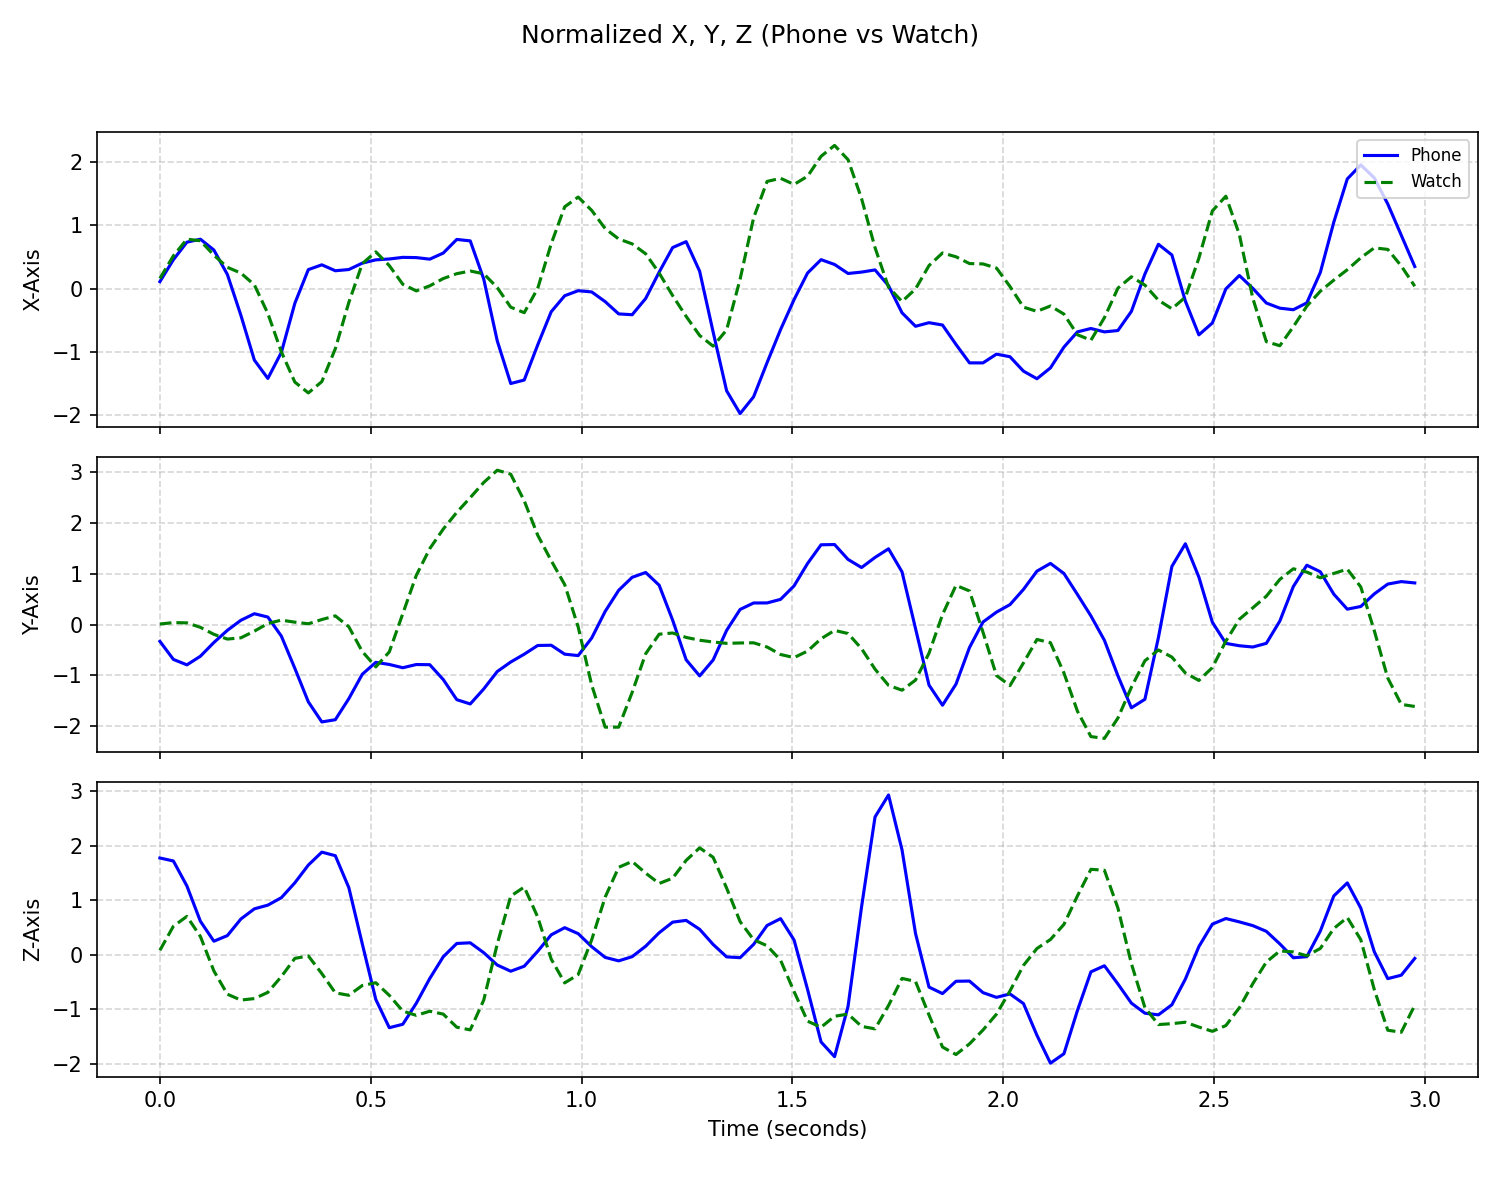 Normalized X, Y, Z (Phone vs Watch)
Phone
Watch
X-Axis
2
1
0
−1
−2
Y-Axis
3
2
1
0
−1
−2
Z-Axis
3
2
1
0
−1
−2
0.0 0.5 1.0 1.5 2.0 2.5 3.0
Time (seconds)